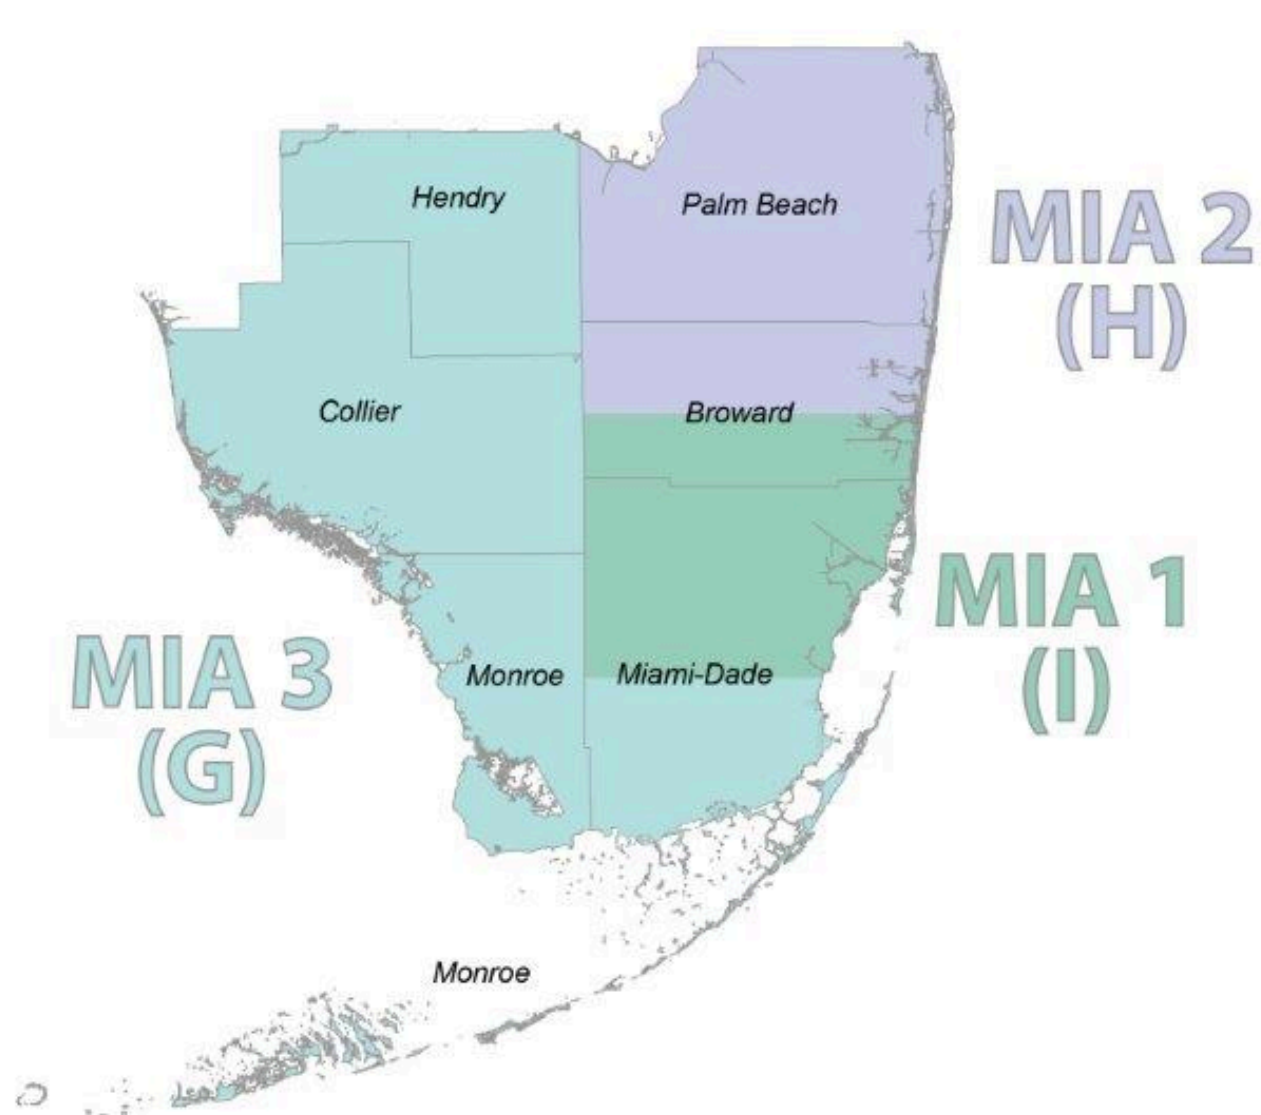 Hendry
Palm Beach
MIA 2
(H)
Collier
Broward
MIA 1
(I)
MIA 3
(G)
Monroe
Miami-Dade
Monroe